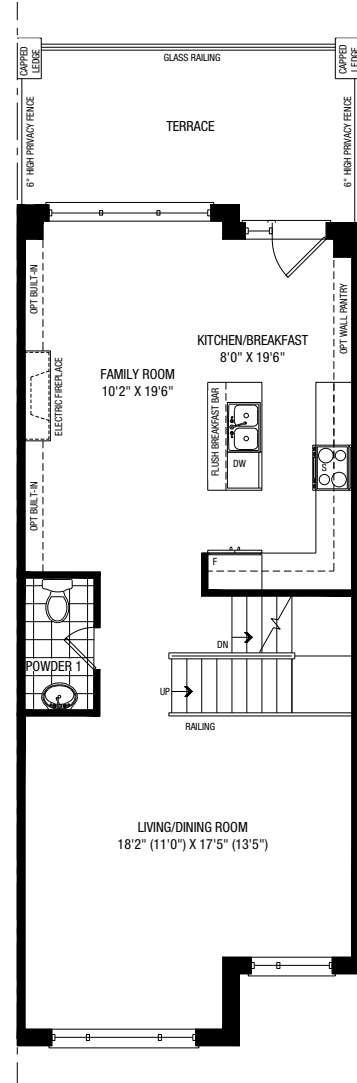 CAPPED
LEDGE
GLASS RAILING
CAPPED
LEDGE
6" HIGH PRIVACY FENCE
TERRACE
6" HIGH PRIVACY FENCE
OPT BUILT-IN
KITCHEN/BREAKFAST
8'0" X 19'6"
OPT WALL PANTRY
ELECTRIC FIREPLACE
FAMILY ROOM
10'2" X 19'6"
FLUSH BREAKFAST BAR
DW
S
OPT BUILT-IN
F
POWDER 1
DN
UP
RAILING
LIVING/DINING ROOM
18'2" (11'0") X 17'5" (13'5")